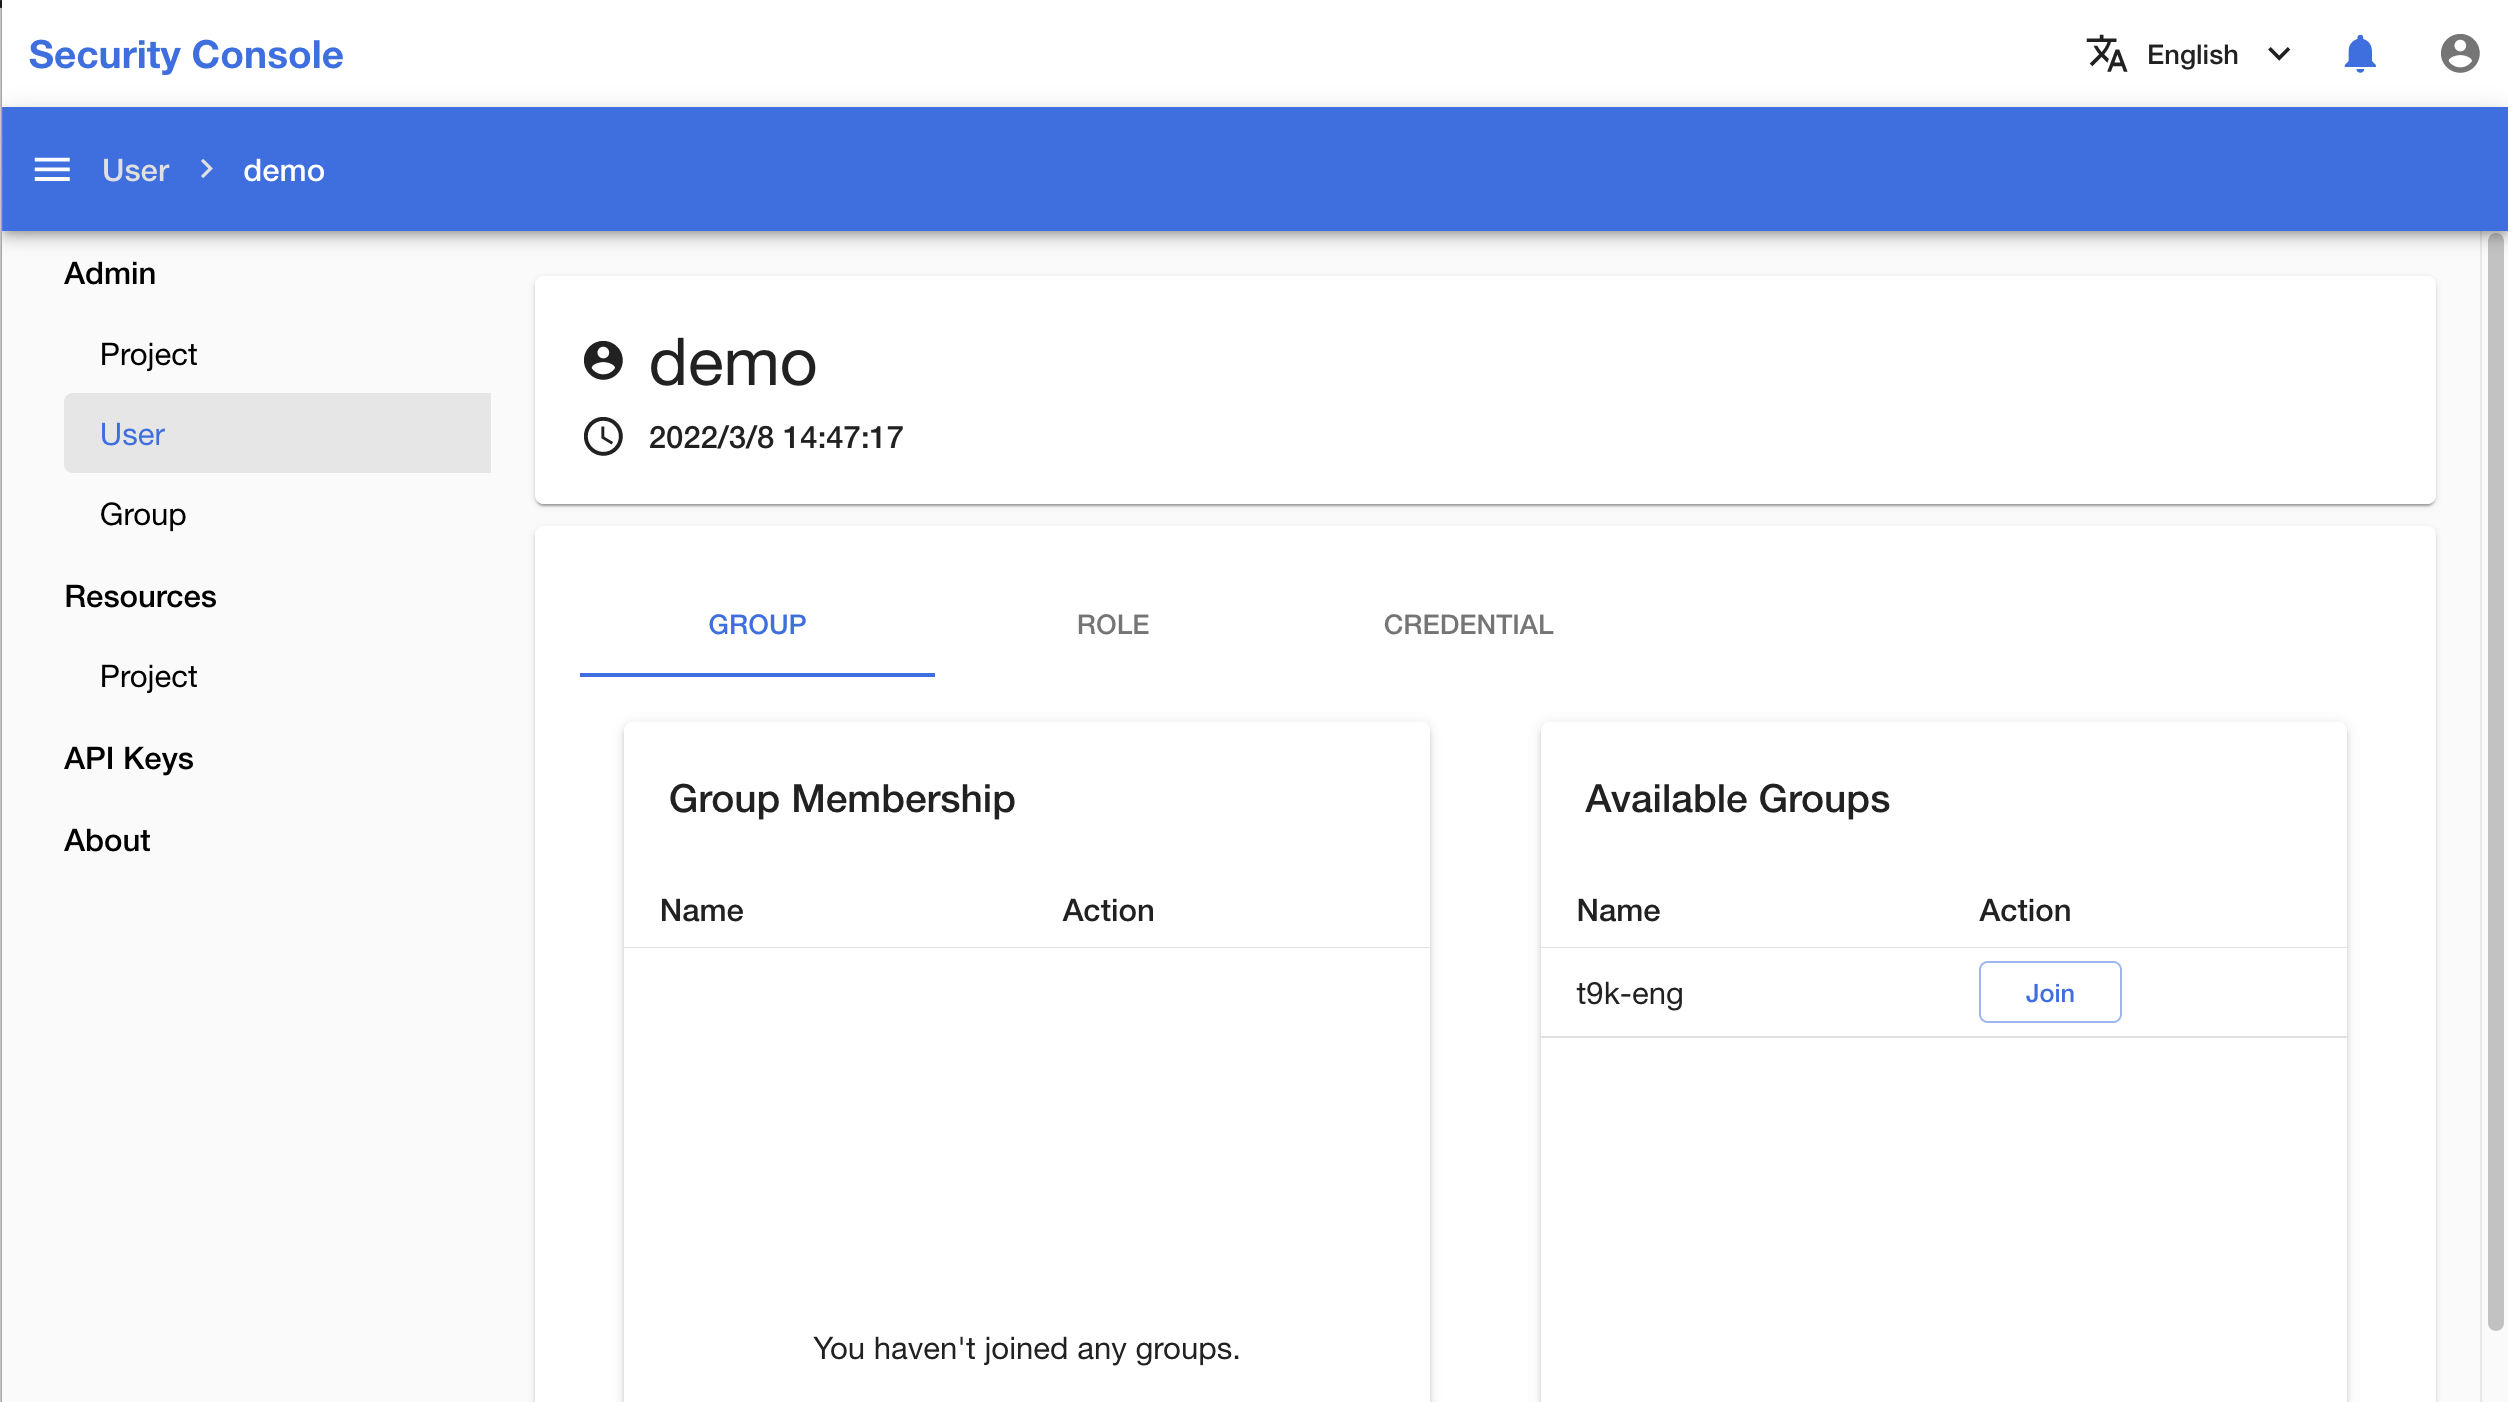 Security Console
English
User
demo
Admin
Project
User
Group
Resources
Project
API Keys
About
demo
2022/3/8 14:47:17
GROUP
ROLE
CREDENTIAL
Group Membership
Name
Action
You haven't joined any groups.
Available Groups
Name
Action
t9k-eng
Join